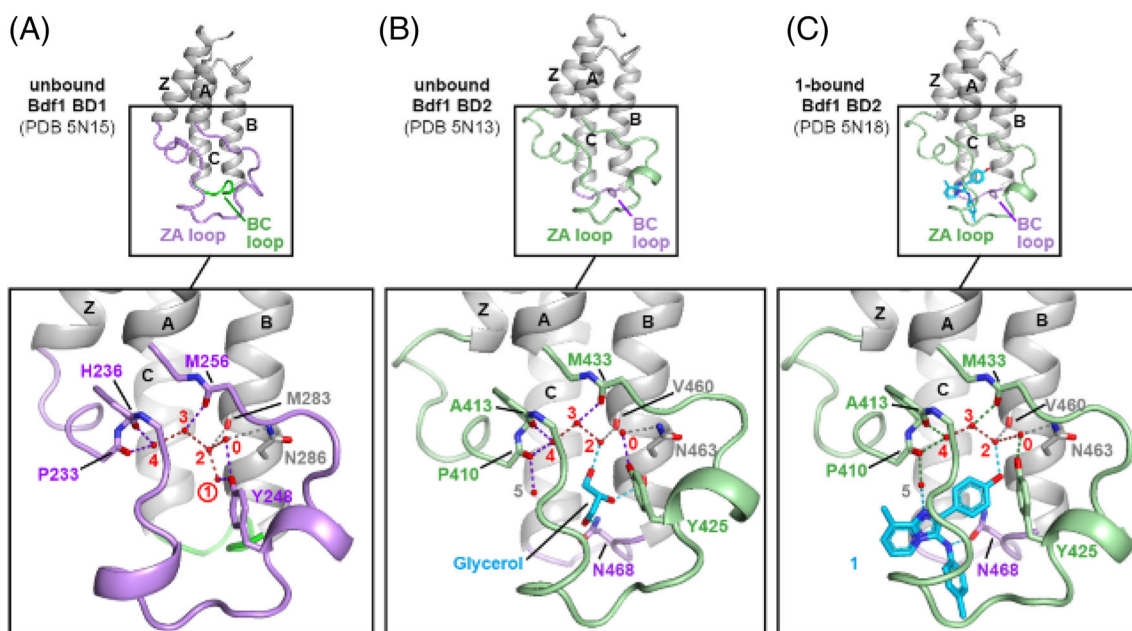 (A)
unbound
Bdf1 BD1
(PDB 5N15)
Z
A
B
C
ZA loop
BC
loop
Z
A
B
C
H236
M256
M283
3
0
4
2
N286
P233
1
Y248
(B)
unbound
Bdf1 BD2
(PDB 5N13)
Z
A
B
C
ZA loop
BC
loop
Z
A
B
C
M433
A413
V460
3
0
4
2
N463
P410
5
Y425
Glycerol
N468
(C)
1-bound
Bdf1 BD2
(PDB 5N18)
Z
A
B
C
ZA loop
BC
loop
Z
A
B
C
M433
A413
V460
3
0
4
2
N463
P410
5
Y425
1
N468